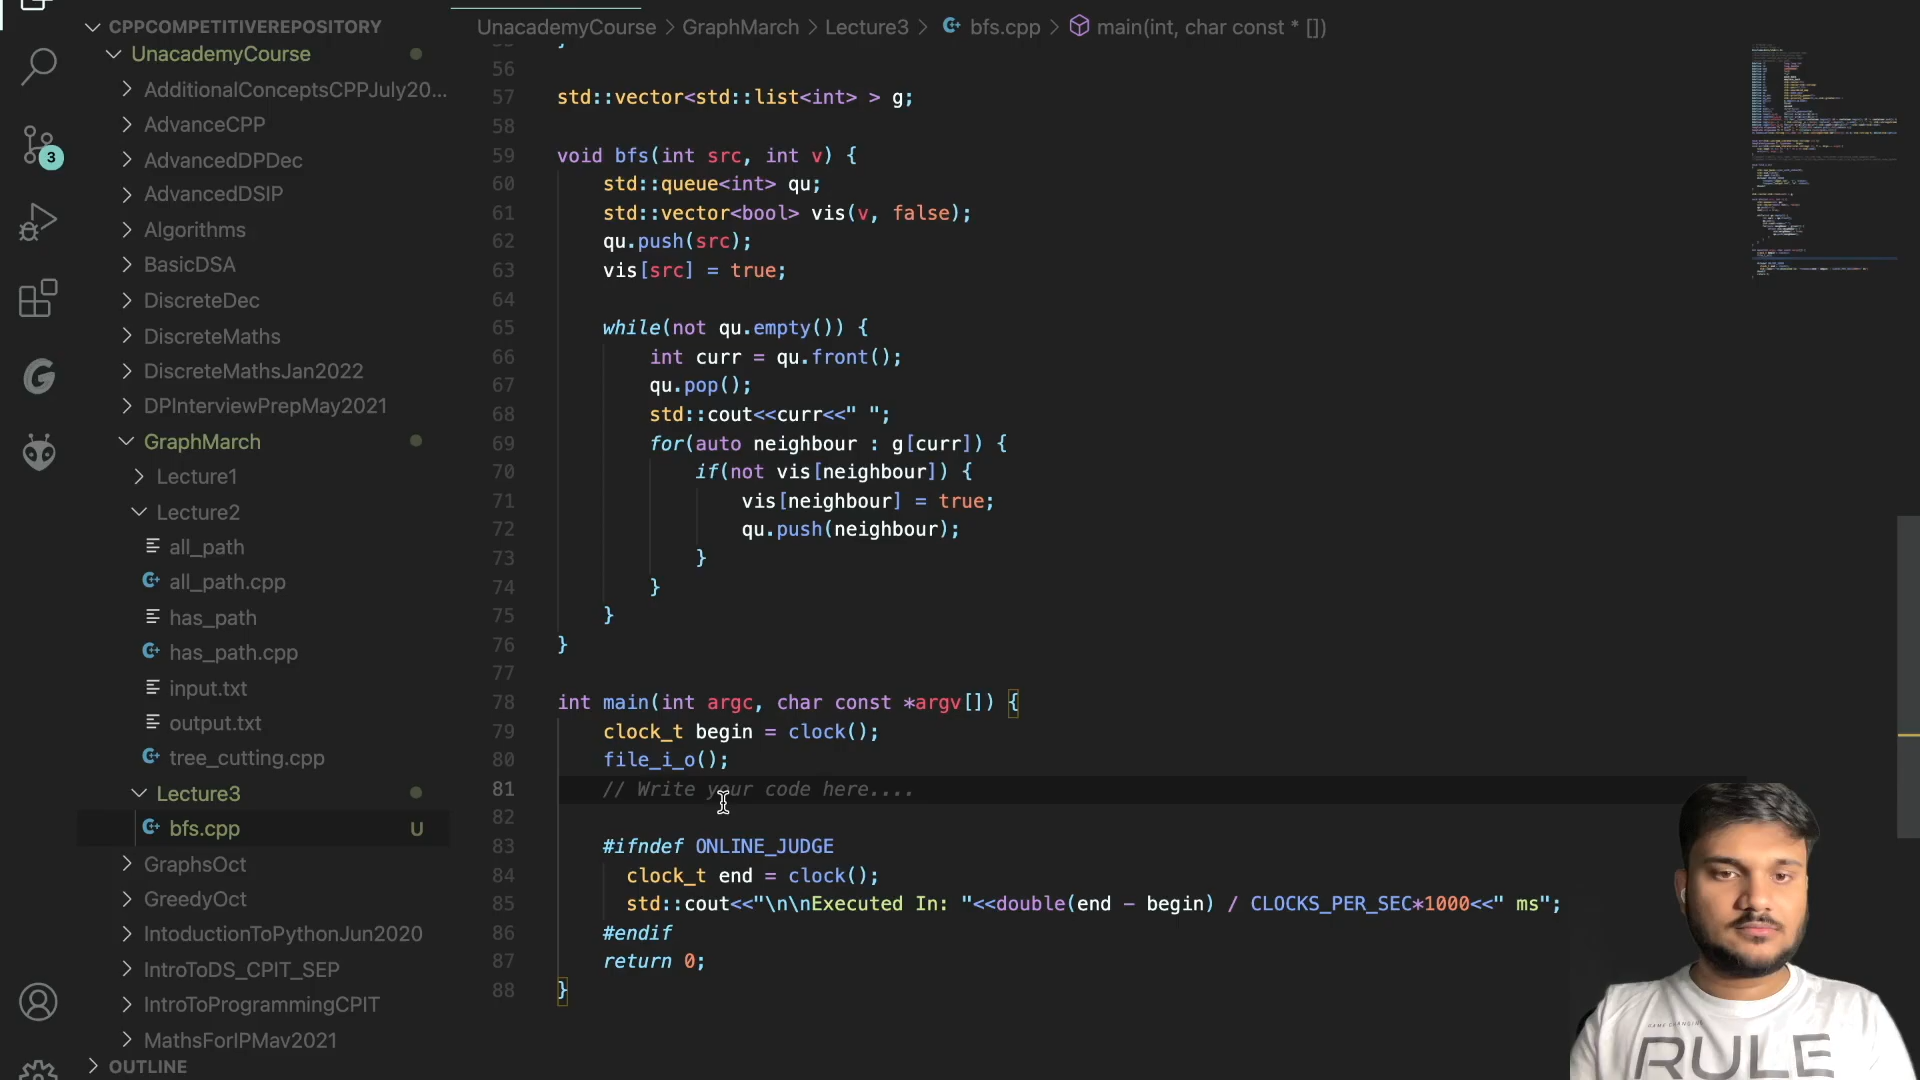 CPPCOMPETITIVEREPOSITORY
UnacademyCourse
AdditionalConceptsCPPJuly20...
AdvanceCPP
AdvancedDPDec
AdvancedDSIP
Algorithms
BasicDSA
DiscreteDec
DiscreteMaths
DiscreteMathsJan2022
DPInterviewPrepMay2021
GraphMarch
Lecture1
Lecture2
all_path
all_path.cpp
has_path
has_path.cpp
input.txt
output.txt
tree_cutting.cpp
Lecture3
bfs.cpp U
GraphsOct
GreedyOct
IntoductionToPythonJun2020
IntroToDS_CPIT_SEP
IntroToProgrammingCPIT
MathsForIPMay2021
OUTLINE
3
UnacademyCourse > GraphMarch > Lecture3 > bfs.cpp > main(int, char const * [])
56
57 std::vector<std::list<int> > g;
58
59 void bfs(int src, int v) {
60 std::queue<int> qu;
61 std::vector<bool> vis(v, false);
62 qu.push(src);
63 vis[src] = true;
64
65 while(not qu.empty()) {
66 int curr = qu.front();
67 qu.pop();
68 std::cout<<curr<<" ";
69 for(auto neighbour : g[curr]) {
70 if(not vis[neighbour]) {
71 vis[neighbour] = true;
72 qu.push(neighbour);
73 }
74 }
75 }
76 }
77
78 int main(int argc, char const *argv[]) {
79 clock_t begin = clock();
80 file_i_o();
81 // Write your code here....
82
83 #ifndef ONLINE_JUDGE
84 clock_t end = clock();
85 std::cout<<"\n\nExecuted In: "<<double(end - begin) / CLOCKS_PER_SEC*1000<<" ms";
86 #endif
87 return 0;
88 }
GAME CHANGING
RULE